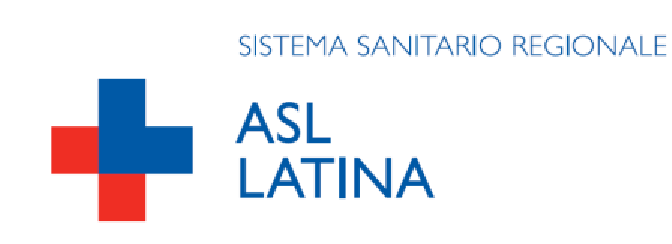 SISTEMA SANITARIO REGIONALE
ASL
LATINA